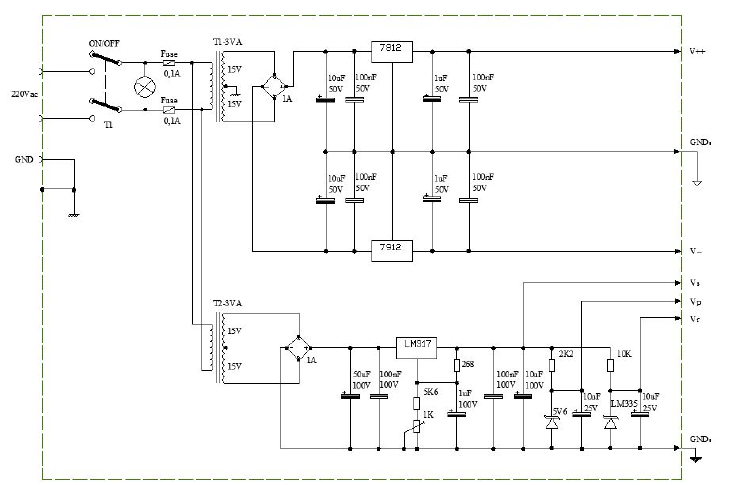 ON/OFF
Fuse
0,1A
220Vac
Fuse
0,1A
T1
GND
T1-3VA
15V
15V
1A
10uF
50V
100nF
50V
7812
1uF
50V
100nF
50V
V++
GNDs
10uF
50V
100nF
50V
1uF
50V
100nF
50V
7912
V--
T2-3VA
15V
15V
1A
50uF
100V
100nF
100V
LM317
268
5K6
1K
1uF
100V
100nF
100V
10uF
100V
2K2
5V6
10uF
25V
10K
LM335
10uF
25V
Vs
Vp
Vr
GNDs